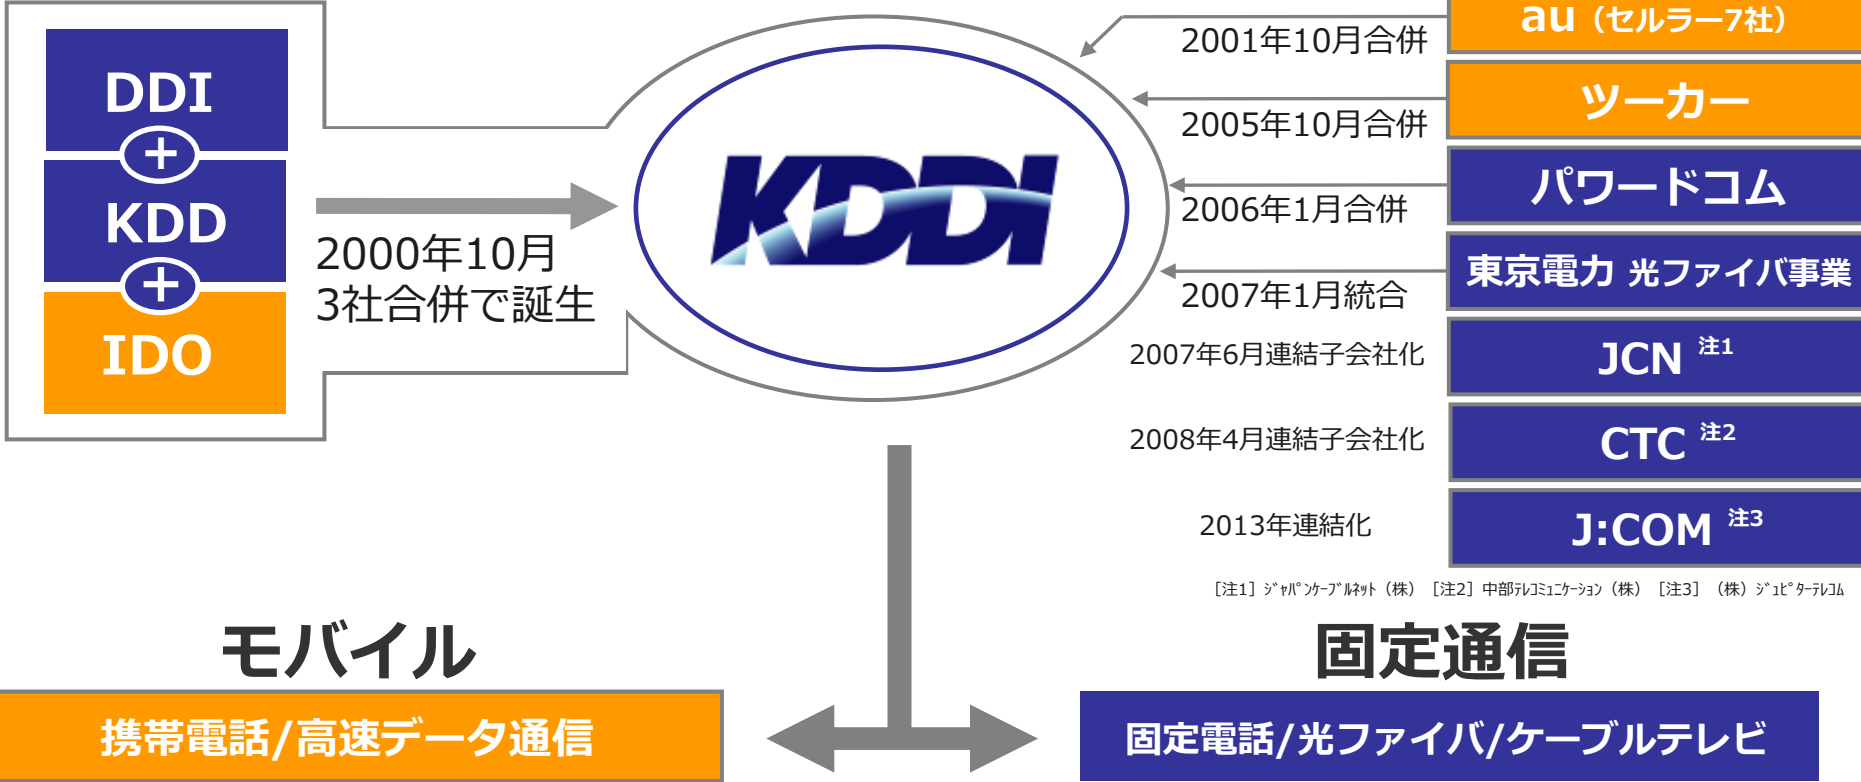 DDI
+
KDD
+
IDO
2000年10月
3社合併で誕生
KDDI
2001年10月合併
au（セルラー7社）
2005年10月合併
ツーカー
2006年1月合併
パワードコム
2007年1月統合
東京電力 光ファイバ事業
2007年6月連結子会社化
JCN 注1
2008年4月連結子会社化
CTC 注2
2013年連結化
J:COM 注3
［注1］ｼﾞｬﾊﾟﾝｹｰﾌﾞﾙﾈｯﾄ（株）［注2］中部ﾃﾚｺﾐｭﾆｹｰｼｮﾝ（株）［注3］（株）ｼﾞｭﾋﾟﾀｰﾃﾚｺﾑ
モバイル
携帯電話/高速データ通信
固定通信
固定電話/光ファイバ/ケーブルテレビ